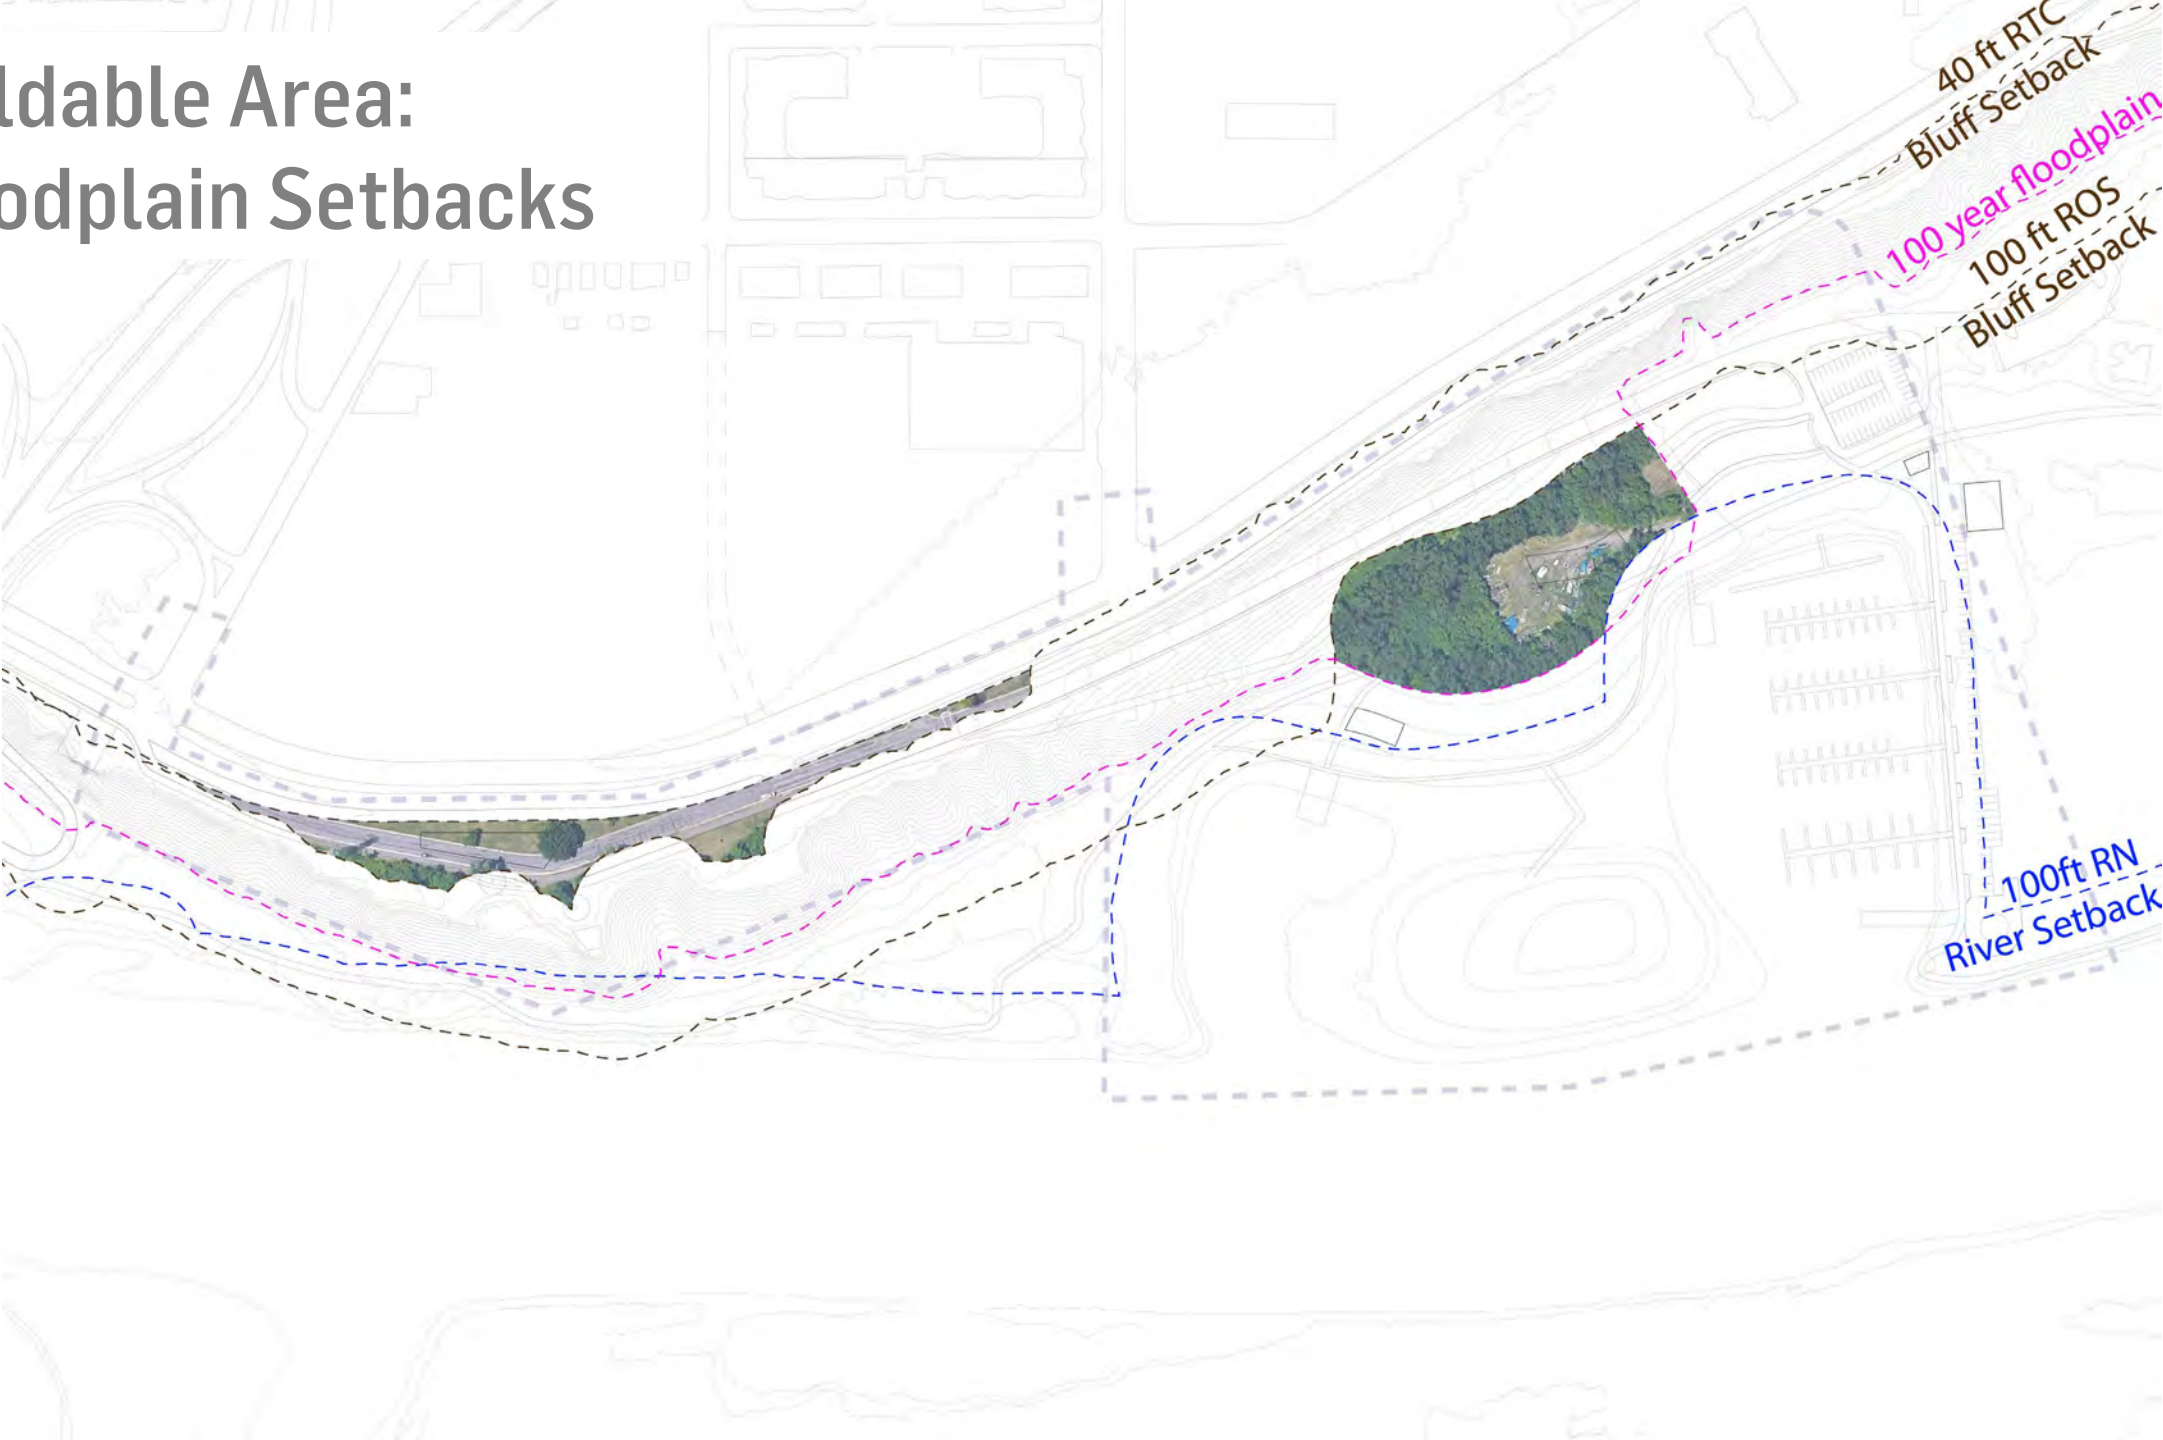 ldable Area:
odplain Setbacks
40 ft RTC
Bluff Setback
100 year floodplain
100 ft ROS
Bluff Setback
100ft RN
River Setback